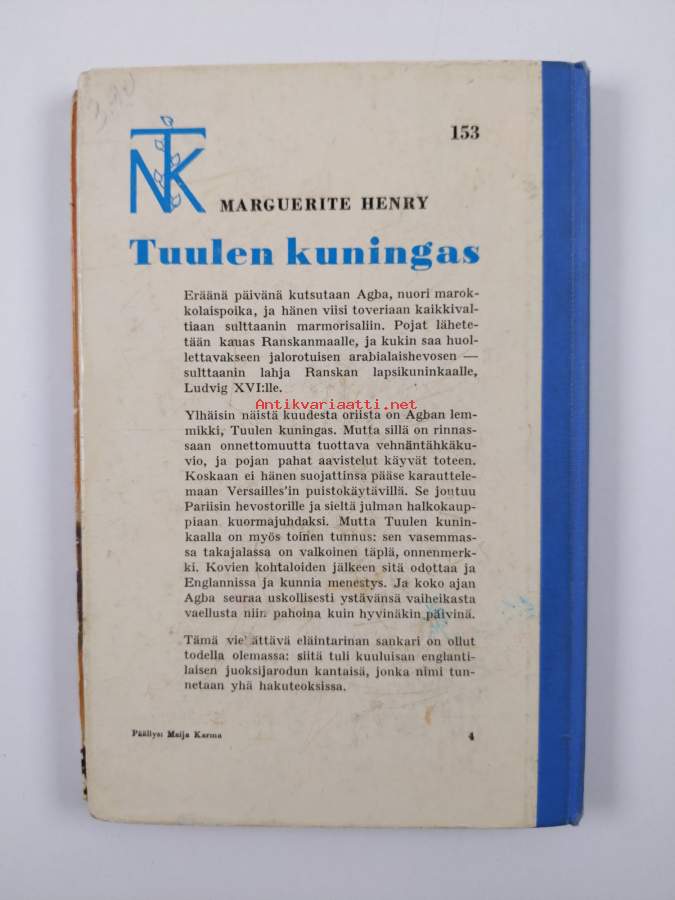 3.20
NTK
153
MARGUERITE HENRY
Tuulen kuningas
Eräänä päivänä kutsutaan Agba, nuori marok-
kolaispoika, ja hänen viisi toveriaan kaikkival-
tiaan sulttaanin marmorisaliin. Pojat lähete-
tään kauas Ranskanmaalle, ja kukin saa huol-
lettavakseen jalorotuisen arabialaishevosen —
sulttaanin lahja Ranskan lapsikuninkaalle,
Ludvig XVI:lle.
Antikvariaatti.net
Ylhäisin näistä kuudesta oriista on Agban lem-
mikki, Tuulen kuningas. Mutta sillä on rinnas-
saan onnettomuutta tuottava vehnäntähkäku-
vio, ja pojan pahat aavistelut käyvät toteen.
Koskaan ei hänen suojattinsa pääse karauttele-
maan Versailles'in puistokäytävillä. Se joutuu
Pariisin hevostorille ja sieltä julman halkokaup-
piaan kuormajuhdaksi. Mutta Tuulen kunin-
kaalla on myös toinen tunnus: sen vasemmas-
sa takajalassa on valkoinen täplä, onnenmerk-
ki. Kovien kohtaloiden jälkeen sitä odottaa ja
Englannissa ja kunnia menestys. Ja koko ajan
Agba seuraa uskollisesti ystävänsä vaiheikasta
vaellusta niin pahoina kuin hyvinäkin päivinä.
Tämä vie' ättävä eläintarinan sankari on ollut
todella olemassa: siitä tuli kuuluisan englanti-
laisen juoksijarodun kantaisä, jonka nimi tun-
netaan yhä hakuteoksissa.
Päällys: Maija Karma
4